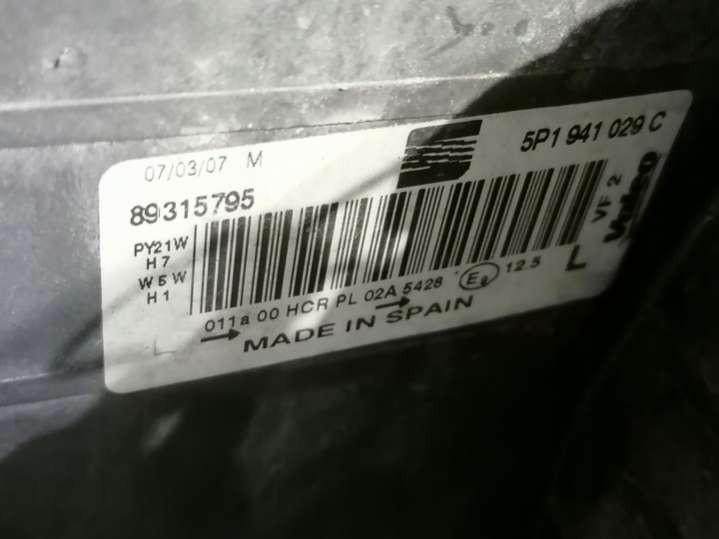 07/03/07 M
5P1 941 029 C
89315795
PY21W
H7
W5W
H1
VF 2
Valeo
011a 00 HCR PL 02A 5428 12.5
L
MADE IN SPAIN